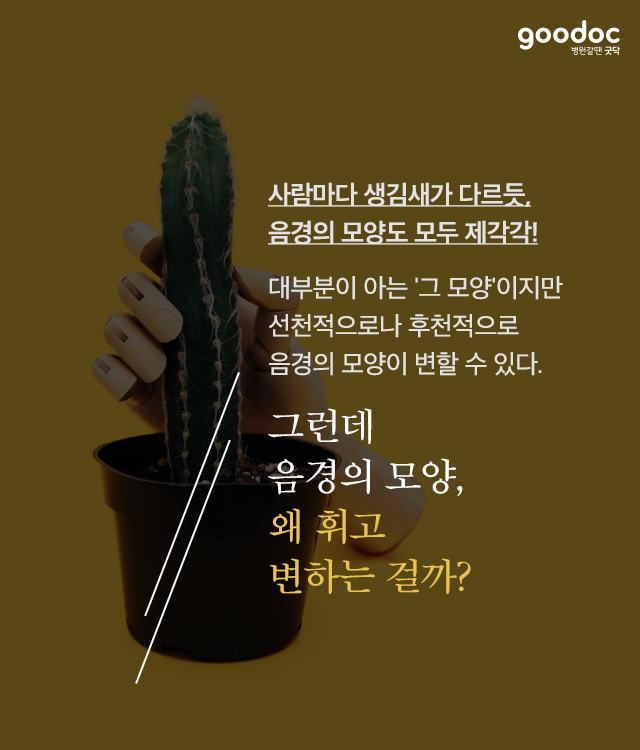 goodoc
병원갈땐 굿닥
사람마다 생김새가 다르듯,
음경의 모양도 모두 제각각!
대부분이 아는 '그 모양'이지만
선천적으로나 후천적으로
음경의 모양이 변할 수 있다.
그런데
음경의 모양,
왜 휘고
변하는 걸까?